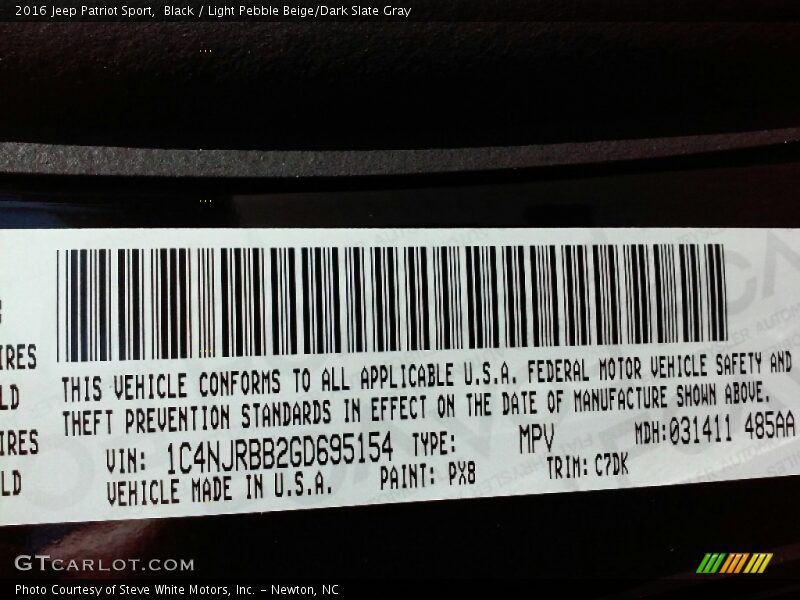 2016 Jeep Patriot Sport,  Black / Light Pebble Beige/Dark Slate Gray
IRES
LD
IRES
LD
THIS VEHICLE CONFORMS TO ALL APPLICABLE U.S.A. FEDERAL MOTOR VEHICLE SAFETY AND
THEFT PREVENTION STANDARDS IN EFFECT ON THE DATE OF MANUFACTURE SHOWN ABOVE.
VIN: 1C4NJRBB2GD695154 TYPE: MPV MDH:031411 485AA
VEHICLE MADE IN U.S.A. PAINT: PX8 TRIM: C7DK
GTCARLOT.COM
Photo Courtesy of Steve White Motors, Inc. – Newton, NC